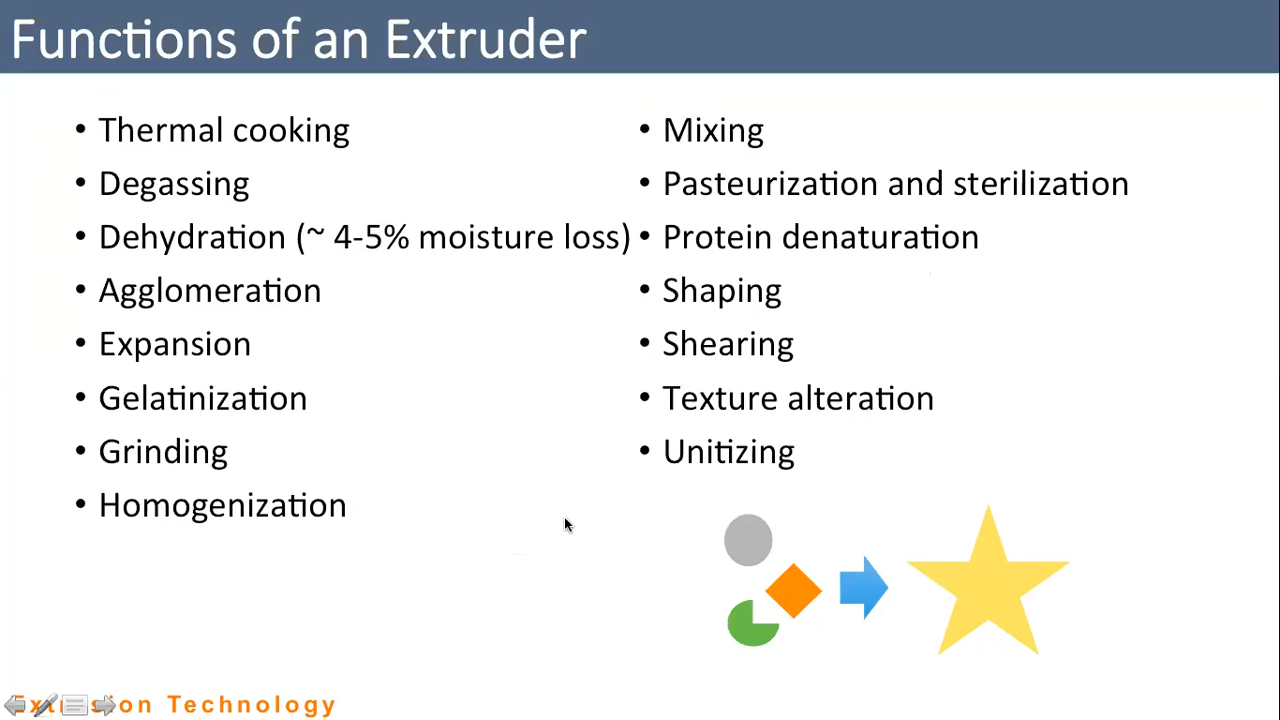 Functions of an Extruder
• Thermal cooking
• Degassing
• Dehydration (~ 4-5% moisture loss)
• Agglomeration
• Expansion
• Gelatinization
• Grinding
• Homogenization
• Mixing
• Pasteurization and sterilization
• Protein denaturation
• Shaping
• Shearing
• Texture alteration
• Unitizing
Extrusion Technology